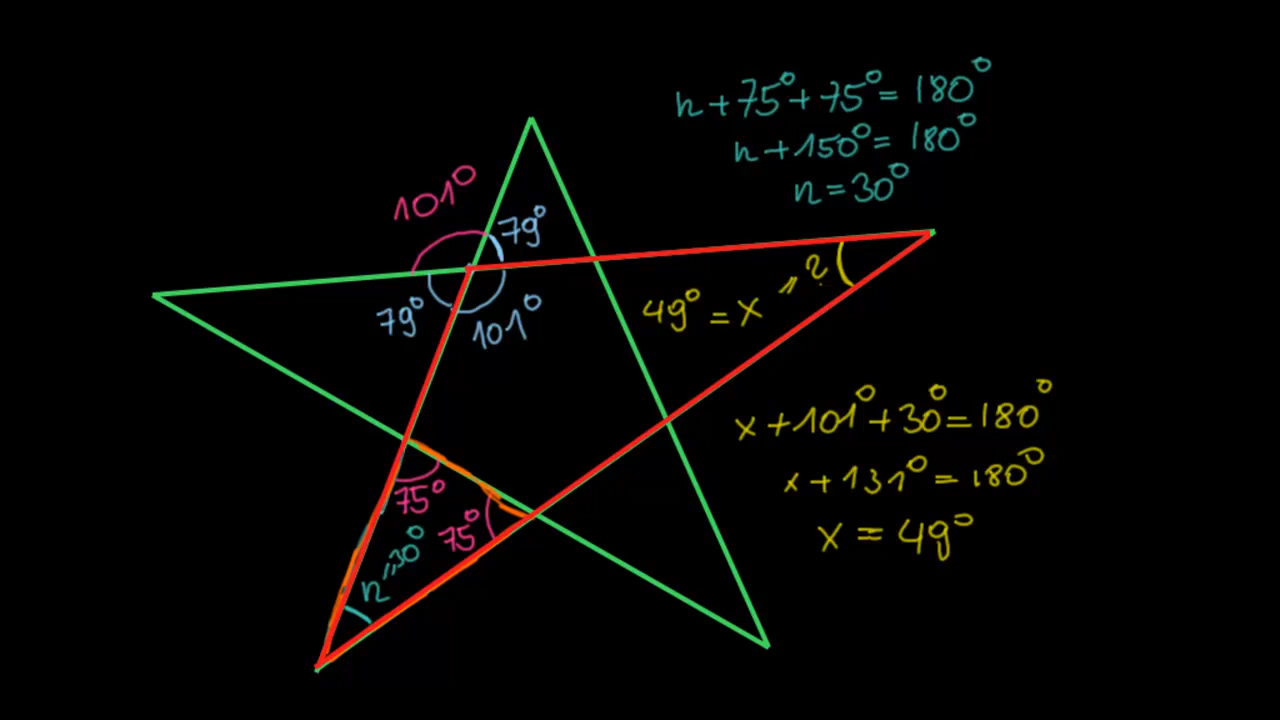 n+75°+75°=180°
n+150°=180°
n=30°
101°
79°
79°
101°
49°=x
?
x+101°+30°=180°
x+131°=180°
x=49°
75°
75°
n=30°